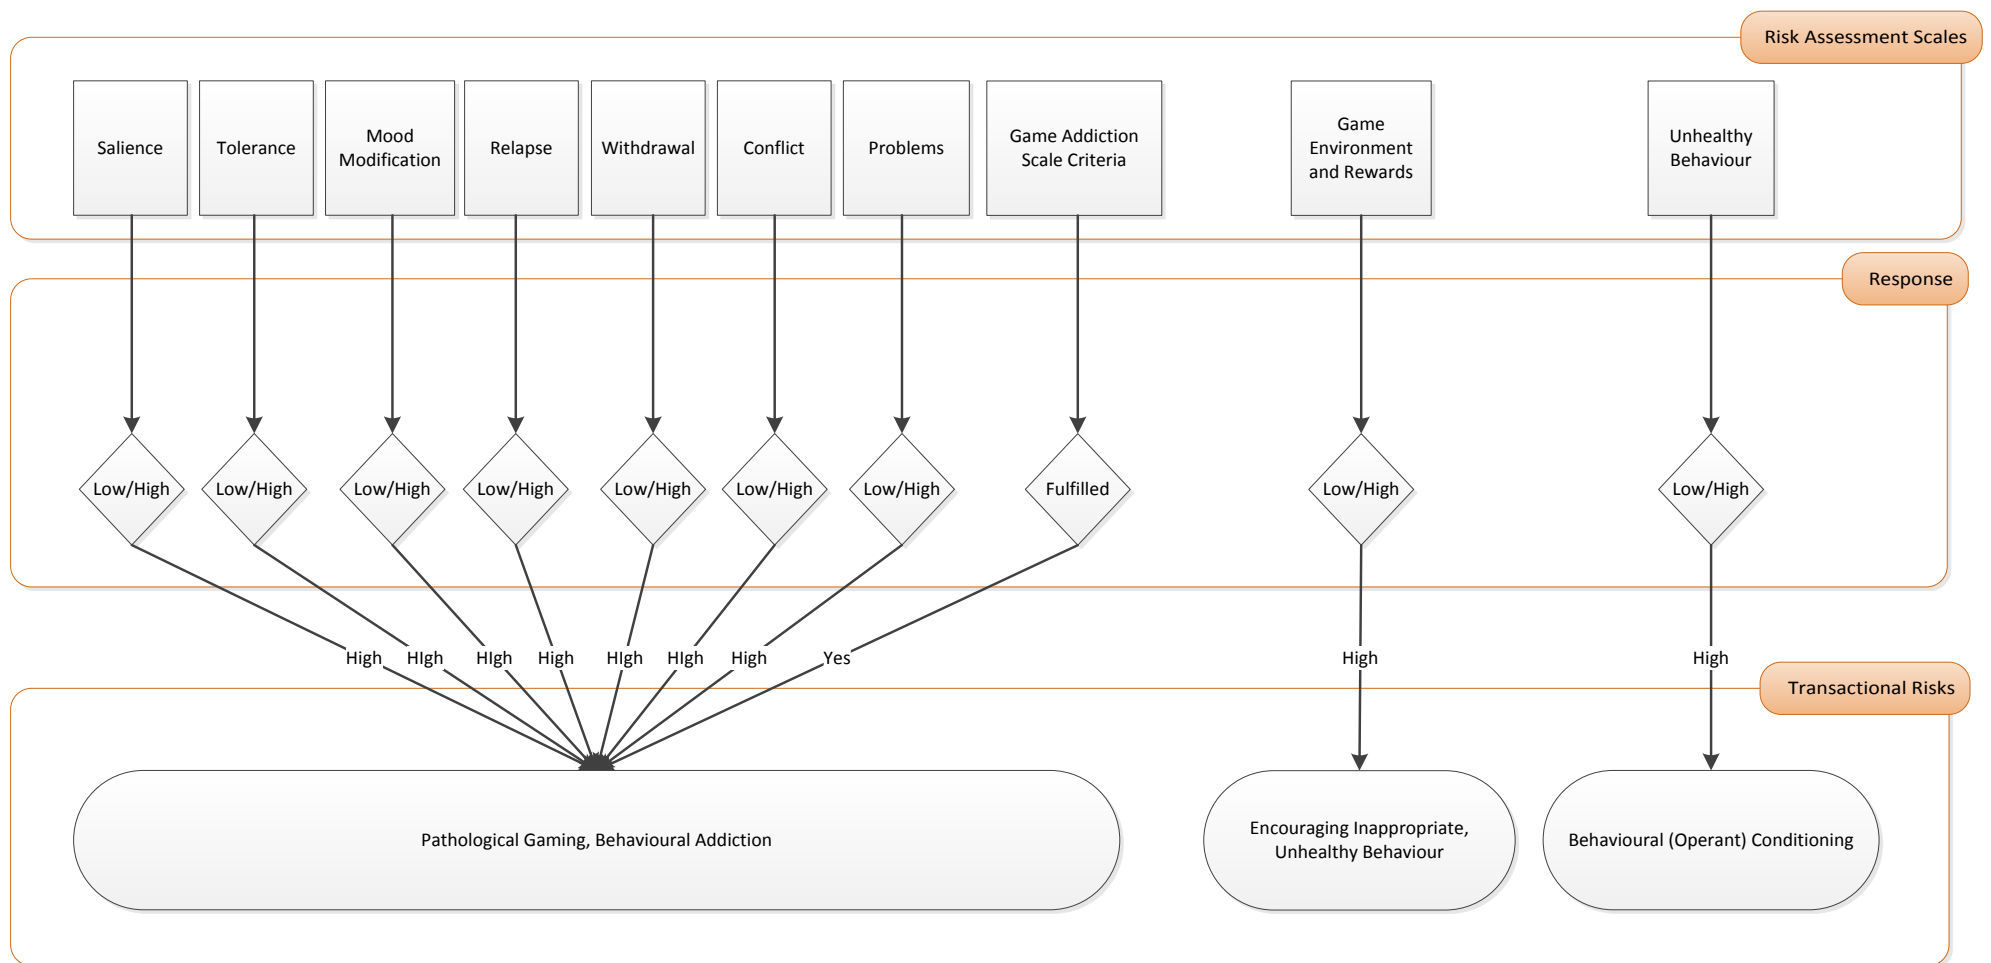 Risk Assessment Scales
Salience
Tolerance
Mood
Modification
Relapse
Withdrawal
Conflict
Problems
Game Addiction
Scale Criteria
Game
Environment
and Rewards
Unhealthy
Behaviour
Response
Low/High
Low/High
Low/High
Low/High
Low/High
Low/High
Low/High
Fulfilled
Low/High
Low/High
High
HIgh
HIgh
High
HIgh
HIgh
High
Yes
High
High
Transactional Risks
Pathological Gaming, Behavioural Addiction
Encouraging Inappropriate,
Unhealthy Behaviour
Behavioural (Operant) Conditioning